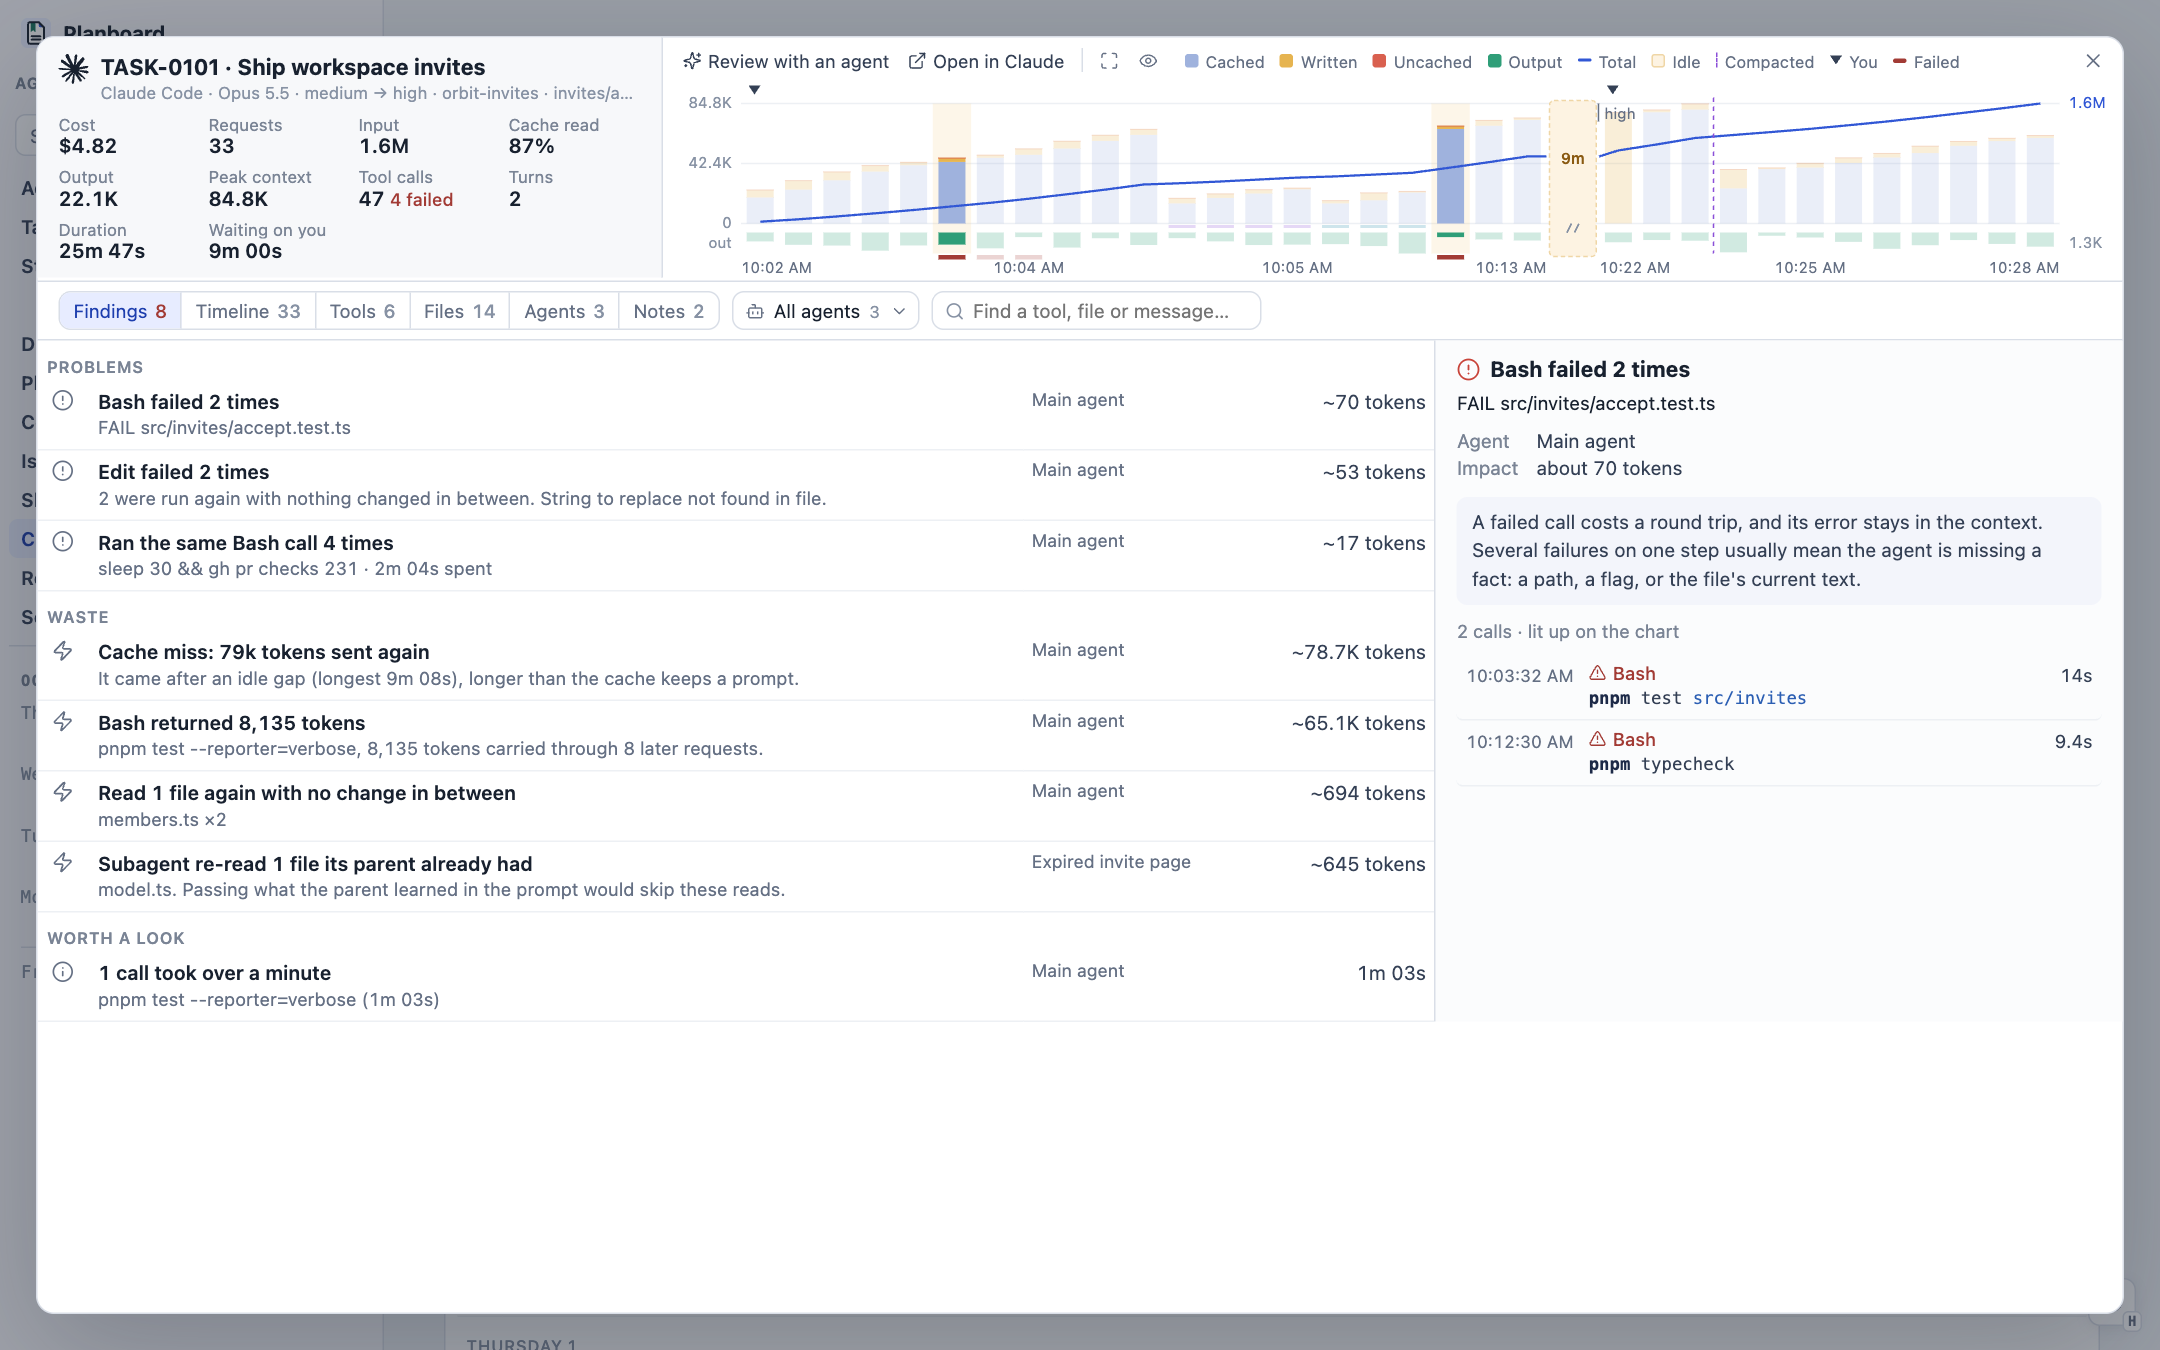 Planboard
TASK-0101 · Ship workspace invites
Claude Code · Opus 5.5 · medium → high · orbit-invites · invites/a...
Cost
$4.82
Requests
33
Input
1.6M
Cache read
87%
Output
22.1K
Peak context
84.8K
Tool calls
47 4 failed
Turns
2
Duration
25m 47s
Waiting on you
9m 00s
Review with an agent
Open in Claude
Cached
Written
Uncached
Output
Total
Idle
Compacted
You
Failed
84.8K
42.4K
0
out
high
9m
1.6M
1.3K
10:02 AM
10:04 AM
10:05 AM
10:13 AM
10:22 AM
10:25 AM
10:28 AM
Findings 8
Timeline 33
Tools 6
Files 14
Agents 3
Notes 2
All agents 3
Find a tool, file or message...
PROBLEMS
Bash failed 2 times
Main agent
~70 tokens
FAIL src/invites/accept.test.ts
Edit failed 2 times
Main agent
~53 tokens
2 were run again with nothing changed in between. String to replace not found in file.
Ran the same Bash call 4 times
Main agent
~17 tokens
sleep 30 && gh pr checks 231 · 2m 04s spent
WASTE
Cache miss: 79k tokens sent again
Main agent
~78.7K tokens
It came after an idle gap (longest 9m 08s), longer than the cache keeps a prompt.
Bash returned 8,135 tokens
Main agent
~65.1K tokens
pnpm test --reporter=verbose, 8,135 tokens carried through 8 later requests.
Read 1 file again with no change in between
Main agent
~694 tokens
members.ts ×2
Subagent re-read 1 file its parent already had
Expired invite page
~645 tokens
model.ts. Passing what the parent learned in the prompt would skip these reads.
WORTH A LOOK
1 call took over a minute
Main agent
1m 03s
pnpm test --reporter=verbose (1m 03s)
Bash failed 2 times
FAIL src/invites/accept.test.ts
Agent Main agent
Impact about 70 tokens
A failed call costs a round trip, and its error stays in the context.
Several failures on one step usually mean the agent is missing a
fact: a path, a flag, or the file's current text.
2 calls · lit up on the chart
10:03:32 AM
Bash
14s
pnpm test src/invites
10:12:30 AM
Bash
9.4s
pnpm typecheck
THURSDAY 1
H